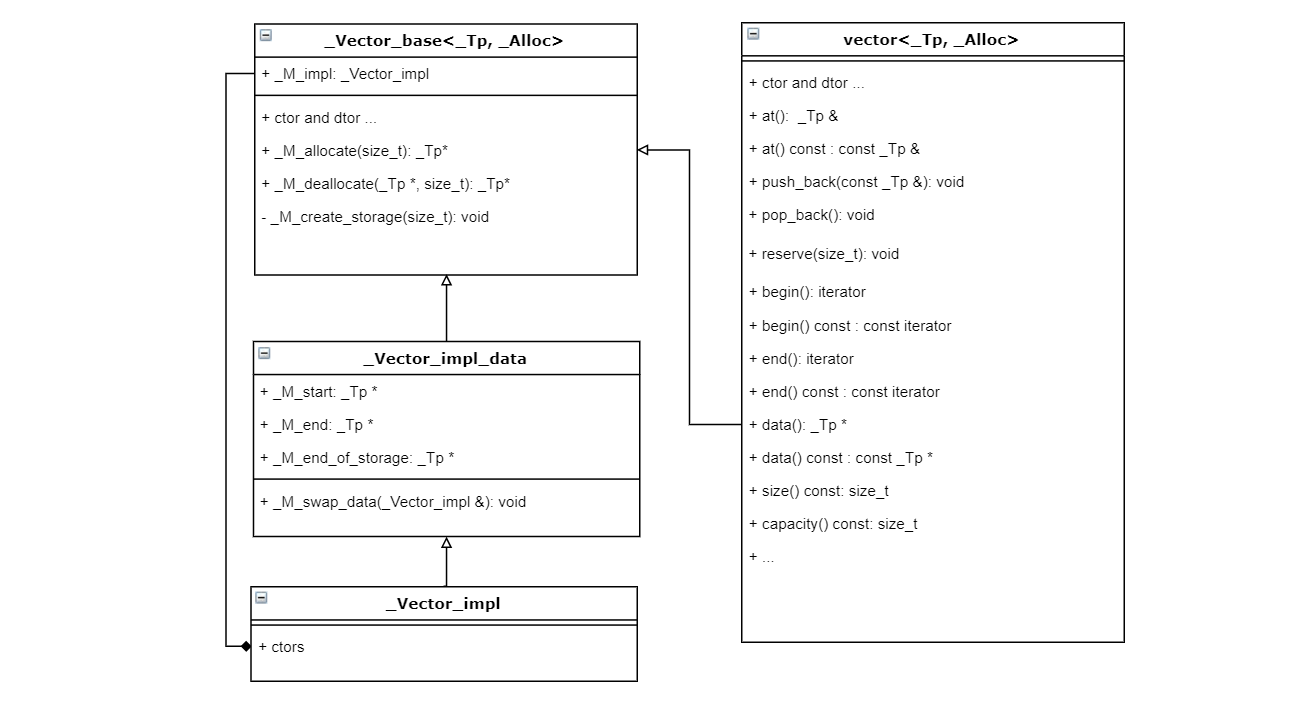 _Vector_base<_Tp, _Alloc>
+ _M_impl: _Vector_impl
+ ctor and dtor ...
+ _M_allocate(size_t): _Tp*
+ _M_deallocate(_Tp *, size_t): _Tp*
- _M_create_storage(size_t): void
_Vector_impl_data
+ _M_start: _Tp *
+ _M_end: _Tp *
+ _M_end_of_storage: _Tp *
+ _M_swap_data(_Vector_impl &): void
_Vector_impl
+ ctors
vector<_Tp, _Alloc>
+ ctor and dtor ...
+ at():  _Tp &
+ at() const : const _Tp &
+ push_back(const _Tp &): void
+ pop_back(): void
+ reserve(size_t): void
+ begin(): iterator
+ begin() const : const iterator
+ end(): iterator
+ end() const : const iterator
+ data(): _Tp *
+ data() const : const _Tp *
+ size() const: size_t
+ capacity() const: size_t
+ ...